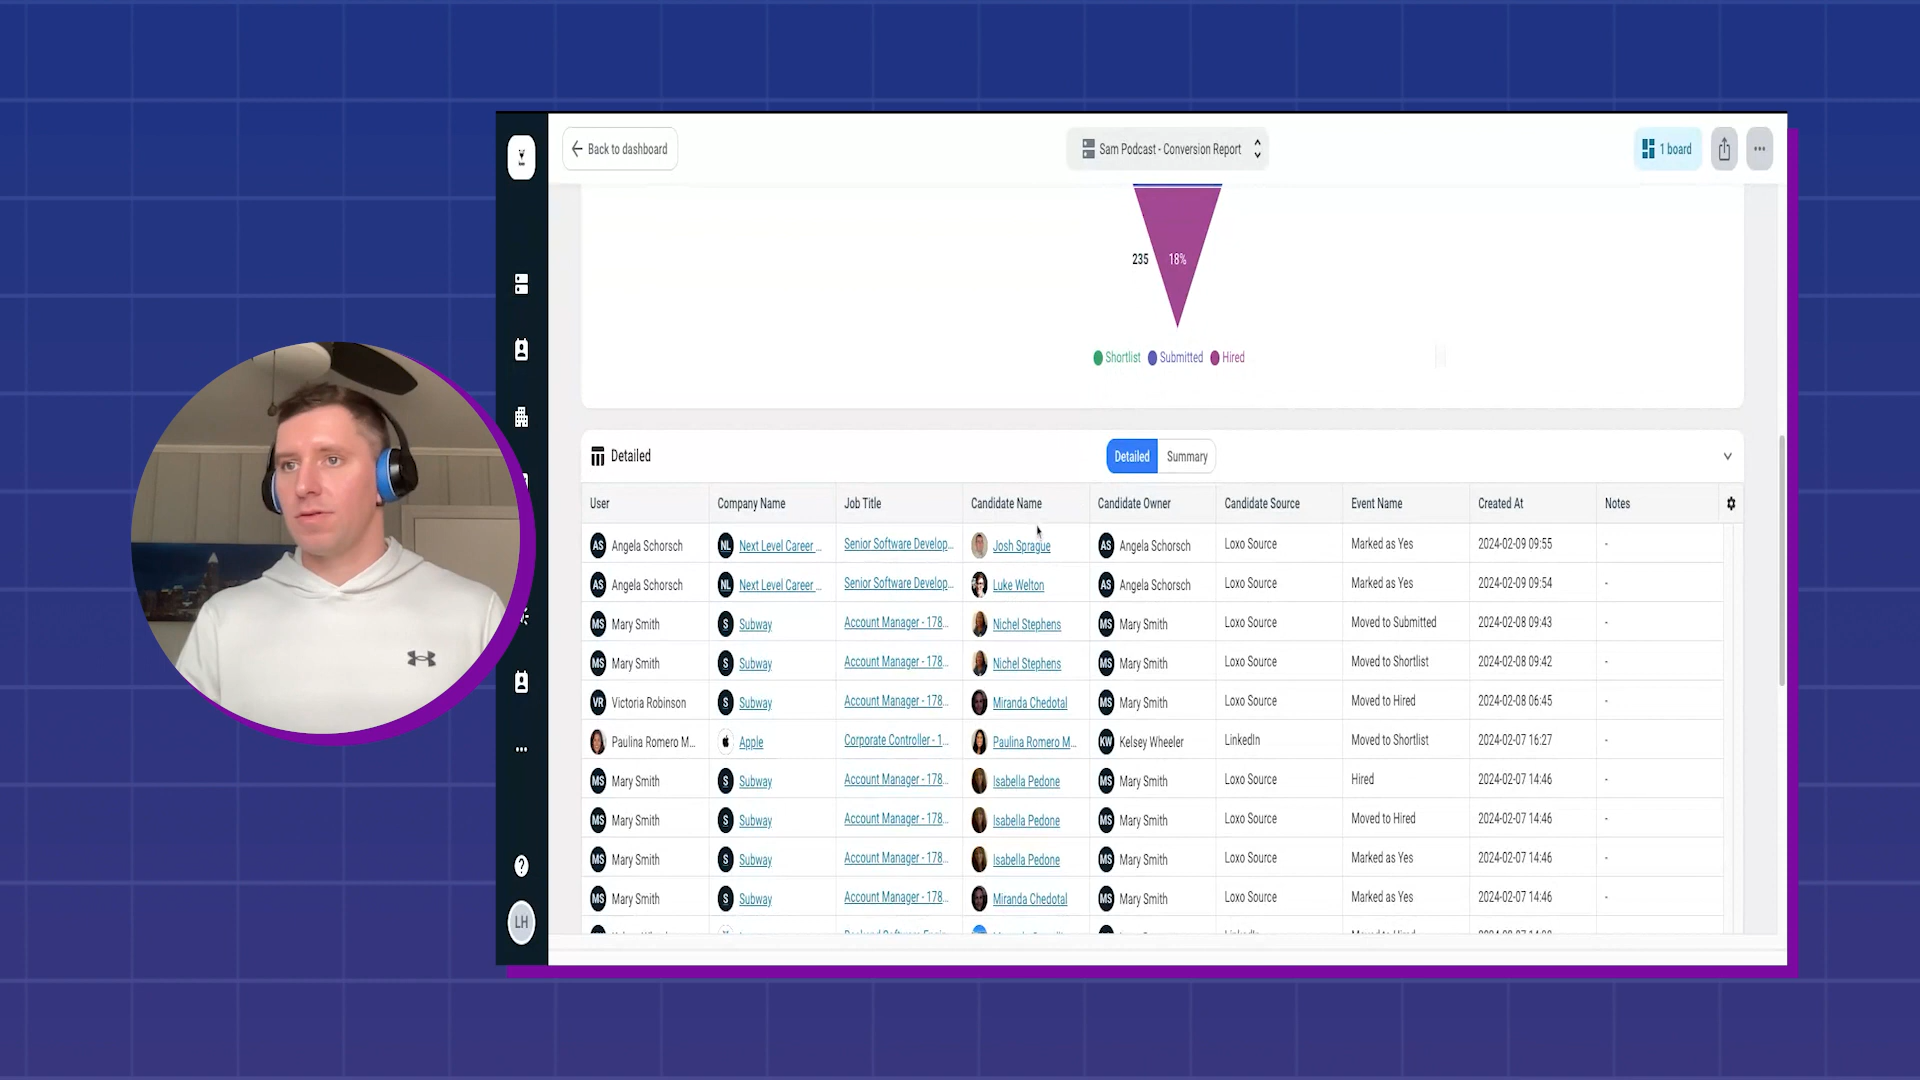 Back to dashboard
Sam Podcast - Conversion Report
1 board
235 18%
Shortlist Submitted Hired
Detailed Detailed Summary
User Company Name Job Title Candidate Name Candidate Owner Candidate Source Event Name Created At Notes
AS Angela Schorsch NL Next Level Career ... Senior Software Develop... Josh Sprague AS Angela Schorsch Loxo Source Marked as Yes 2024-02-09 09:55 -
AS Angela Schorsch NL Next Level Career ... Senior Software Develop... Luke Welton AS Angela Schorsch Loxo Source Marked as Yes 2024-02-09 09:54 -
MS Mary Smith S Subway Account Manager - 178... Nichel Stephens MS Mary Smith Loxo Source Moved to Submitted 2024-02-08 09:43 -
MS Mary Smith S Subway Account Manager - 178... Nichel Stephens MS Mary Smith Loxo Source Moved to Shortlist 2024-02-08 09:42 -
VR Victoria Robinson S Subway Account Manager - 178... Miranda Chedotal MS Mary Smith Loxo Source Moved to Hired 2024-02-08 06:45 -
Paulina Romero M... Apple Corporate Controller - 1... Paulina Romero M... KW Kelsey Wheeler LinkedIn Moved to Shortlist 2024-02-07 16:27 -
MS Mary Smith S Subway Account Manager - 178... Isabella Pedone MS Mary Smith Loxo Source Hired 2024-02-07 14:46 -
MS Mary Smith S Subway Account Manager - 178... Isabella Pedone MS Mary Smith Loxo Source Moved to Hired 2024-02-07 14:46 -
MS Mary Smith S Subway Account Manager - 178... Isabella Pedone MS Mary Smith Loxo Source Marked as Yes 2024-02-07 14:46 -
MS Mary Smith S Subway Account Manager - 178... Miranda Chedotal MS Mary Smith Loxo Source Marked as Yes 2024-02-07 14:46 -
LH